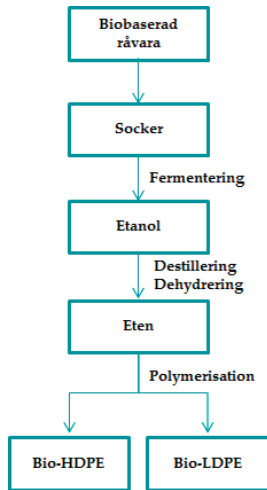 Biobaserad
råvara
Socker
Fermentering
Etanol
Destillering
Dehydrering
Eten
Polymerisation
Bio-HDPE
Bio-LDPE